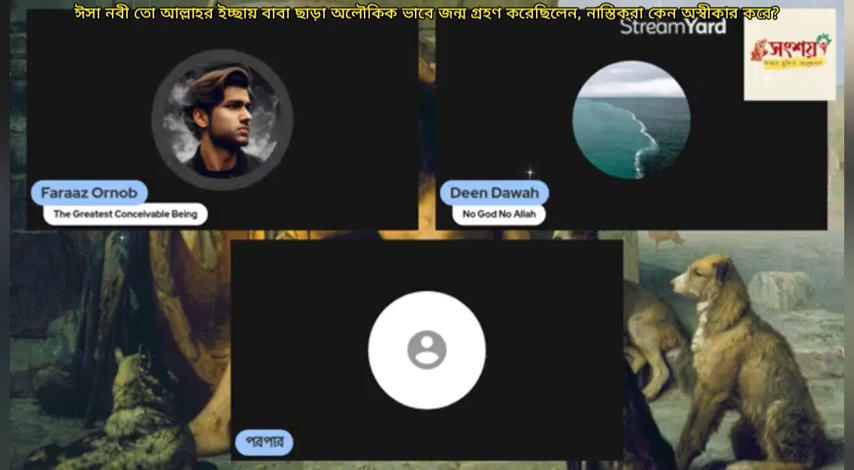 ঈসা নবী তো আল্লাহর ইচ্ছায় বাবা ছাড়া অলৌকিক ভাবে জন্ম গ্রহণ করেছিলেন, নাস্তিকরা কেন অস্বীকার করে?
StreamYard
সংশয়
Faraaz Ornob
The Greatest Conceivable Being
Deen Dawah
No God No Allah
পরপার